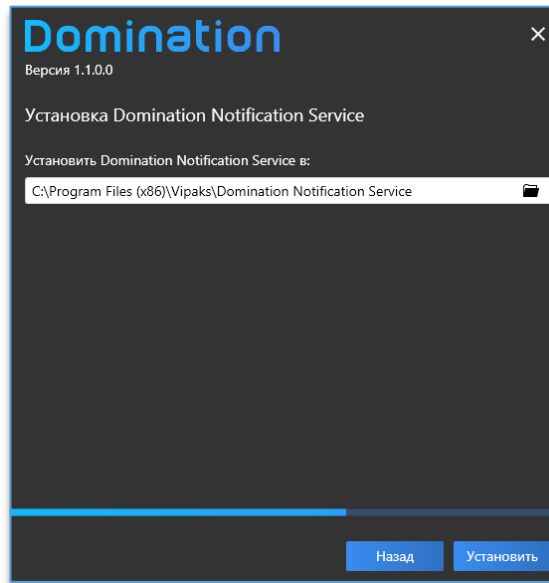 Domination
Версия 1.1.0.0
Установка Domination Notification Service
Установить Domination Notification Service в:
C:\Program Files (x86)\Vipaks\Domination Notification Service
Назад
Установить